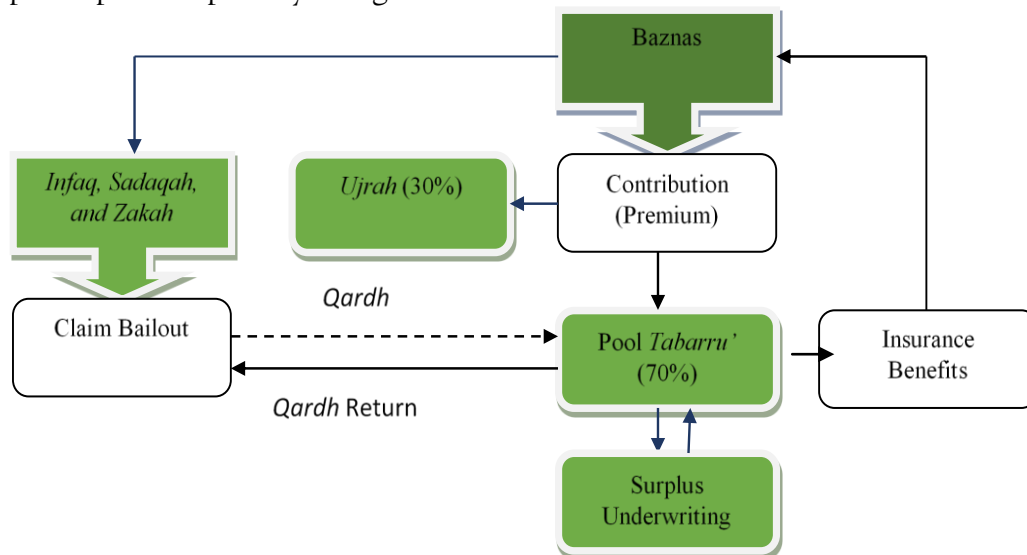 Baznas
Infaq, Sadaqah,
and Zakah
Ujrah (30%)
Contribution
(Premium)
Qardh
Claim Bailout
Pool Tabarru’
(70%)
Insurance
Benefits
Qardh Return
Surplus
Underwriting